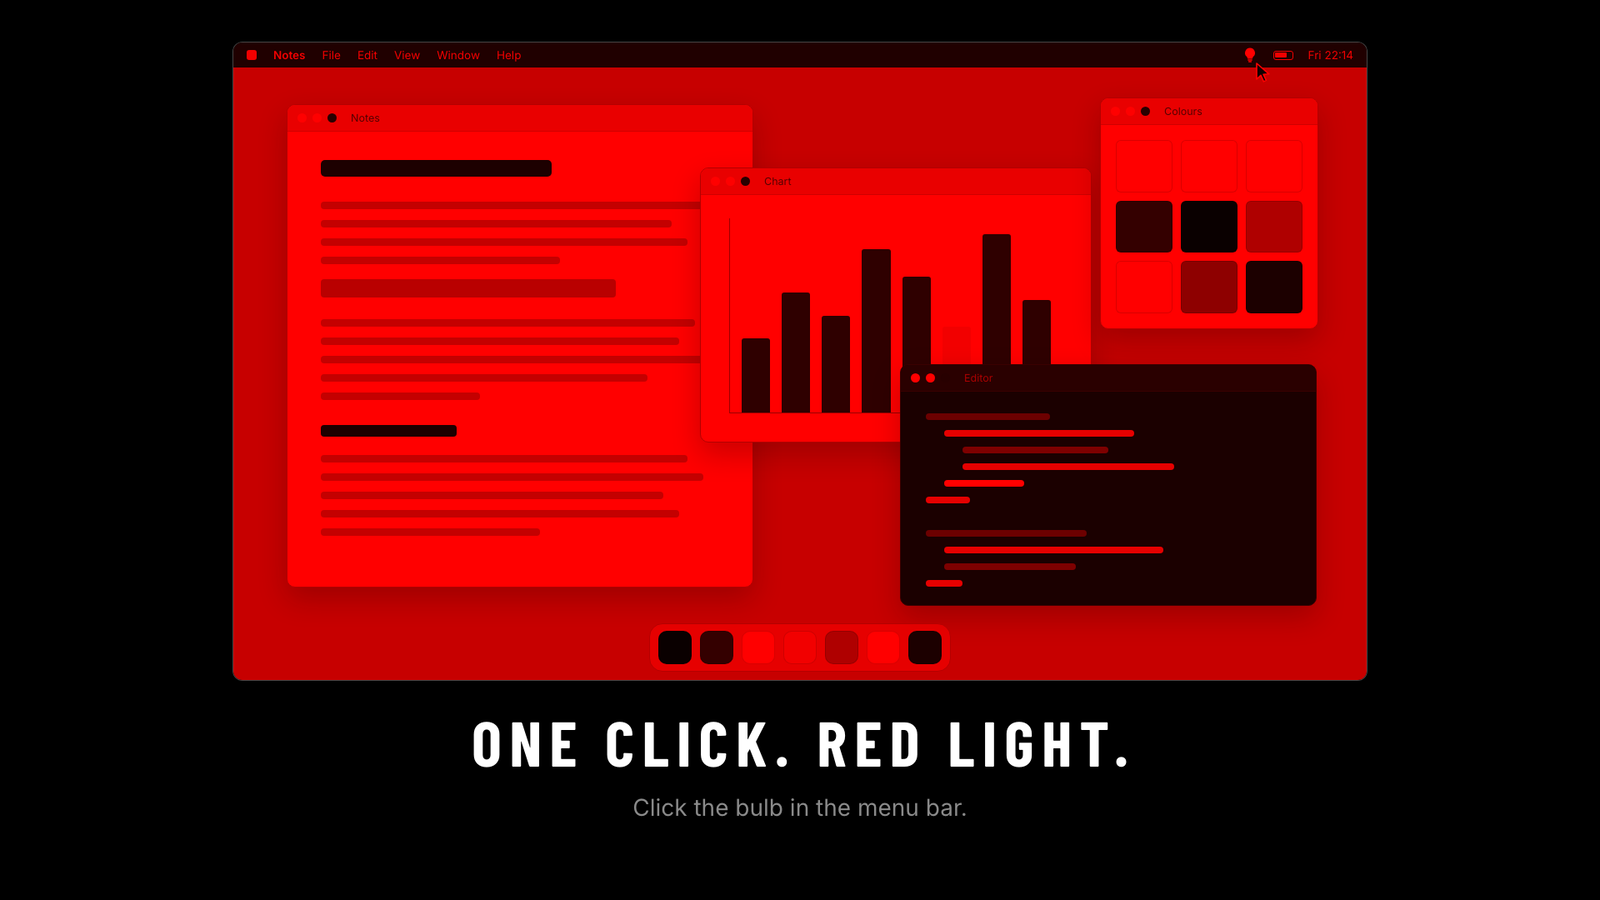 Notes File Edit View Window Help Fri 22:14
Notes
Colours
Chart
Editor
ONE CLICK. RED LIGHT.
Click the bulb in the menu bar.